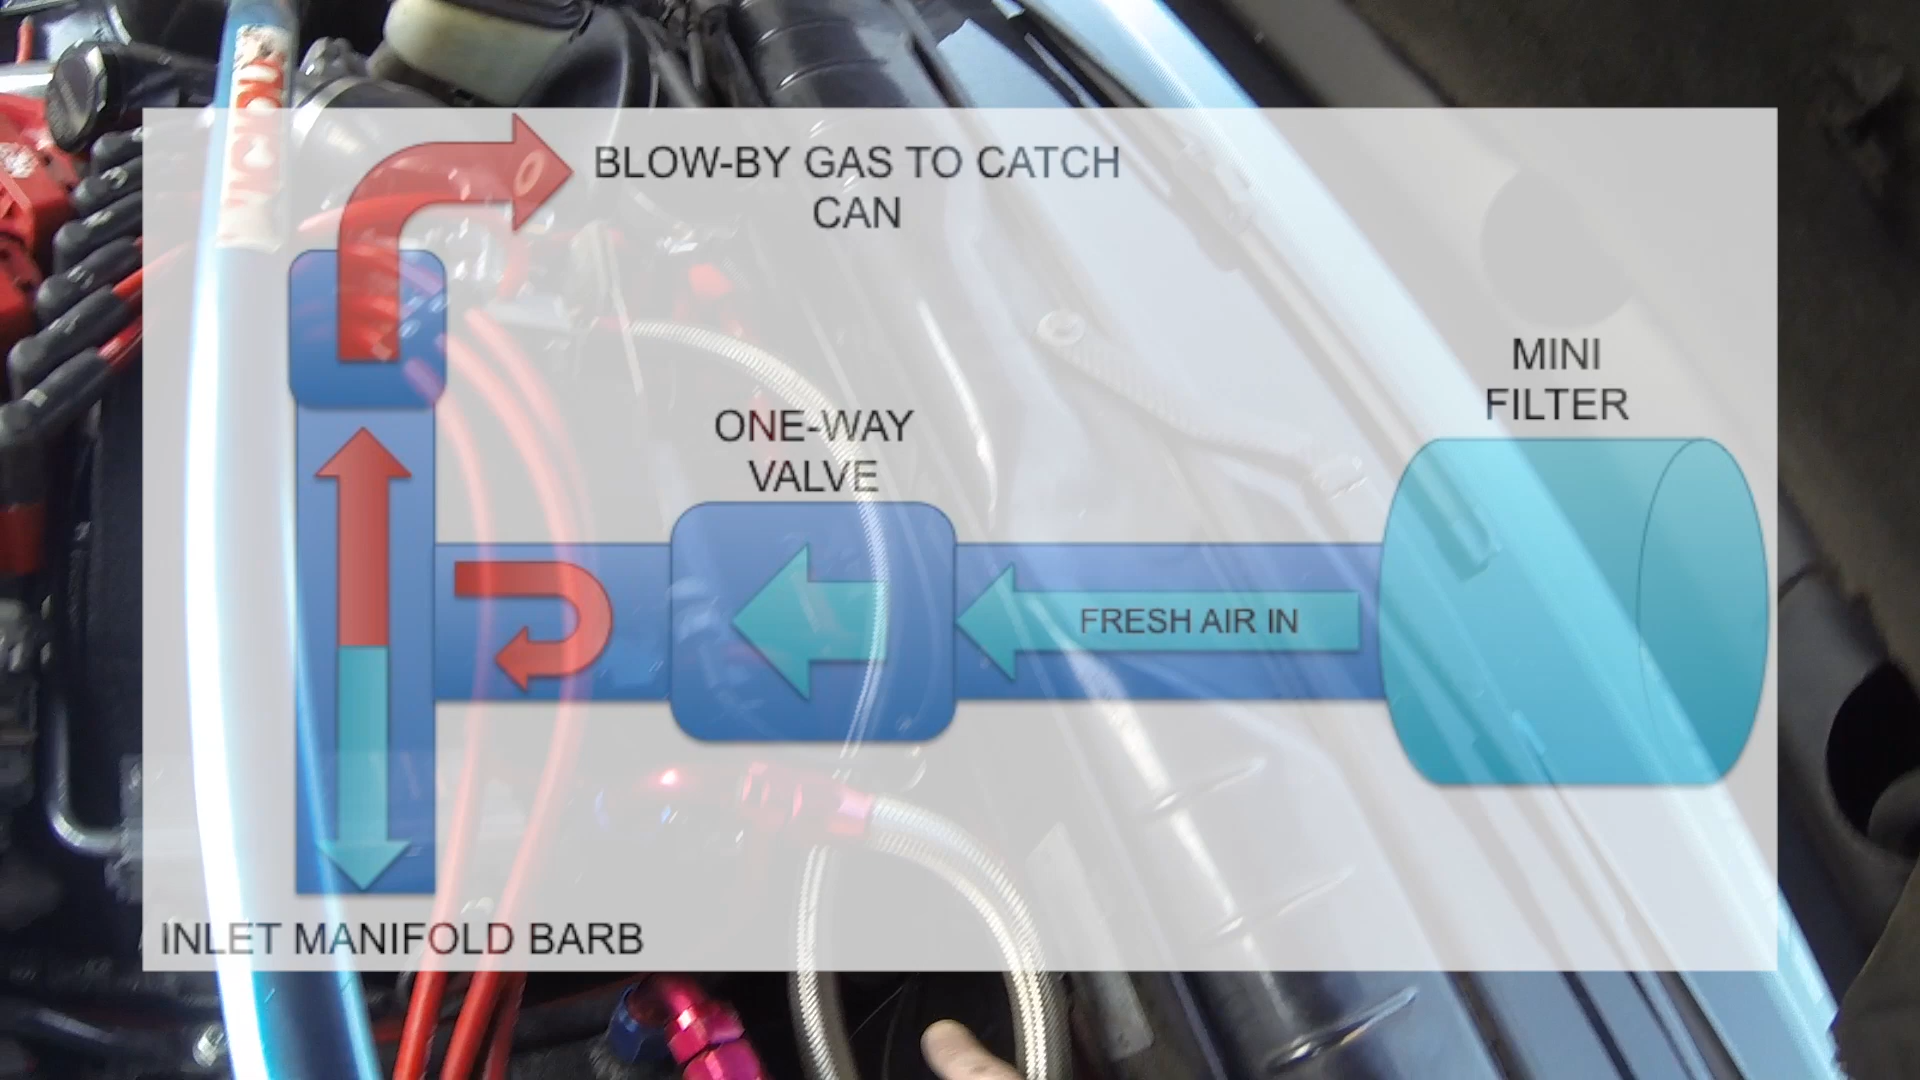 BLOW-BY GAS TO CATCH
CAN
MINI
FILTER
ONE-WAY
VALVE
FRESH AIR IN
INLET MANIFOLD BARB